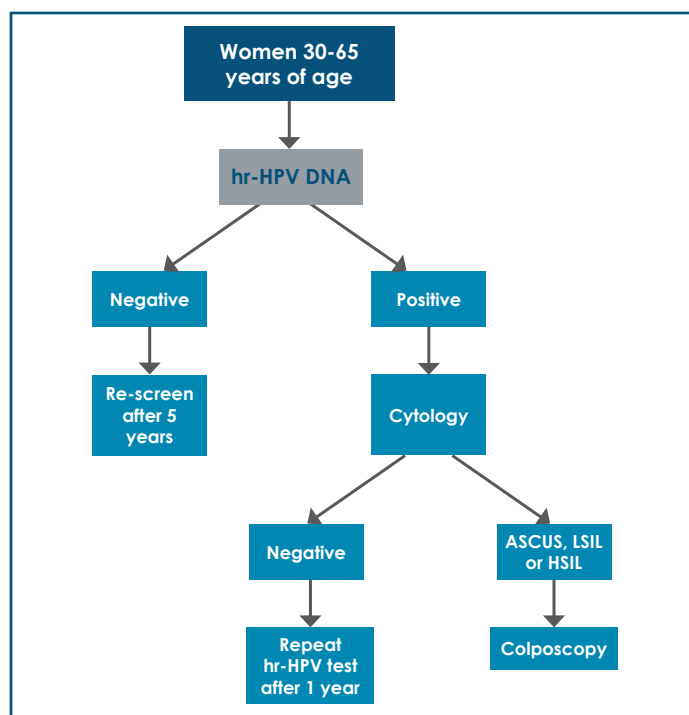 Women 30-65
years of age
hr-HPV DNA
Negative
Positive
Re-screen
after 5
years
Cytology
Negative
ASCUS, LSIL
or HSIL
Repeat
hr-HPV test
after 1 year
Colposcopy